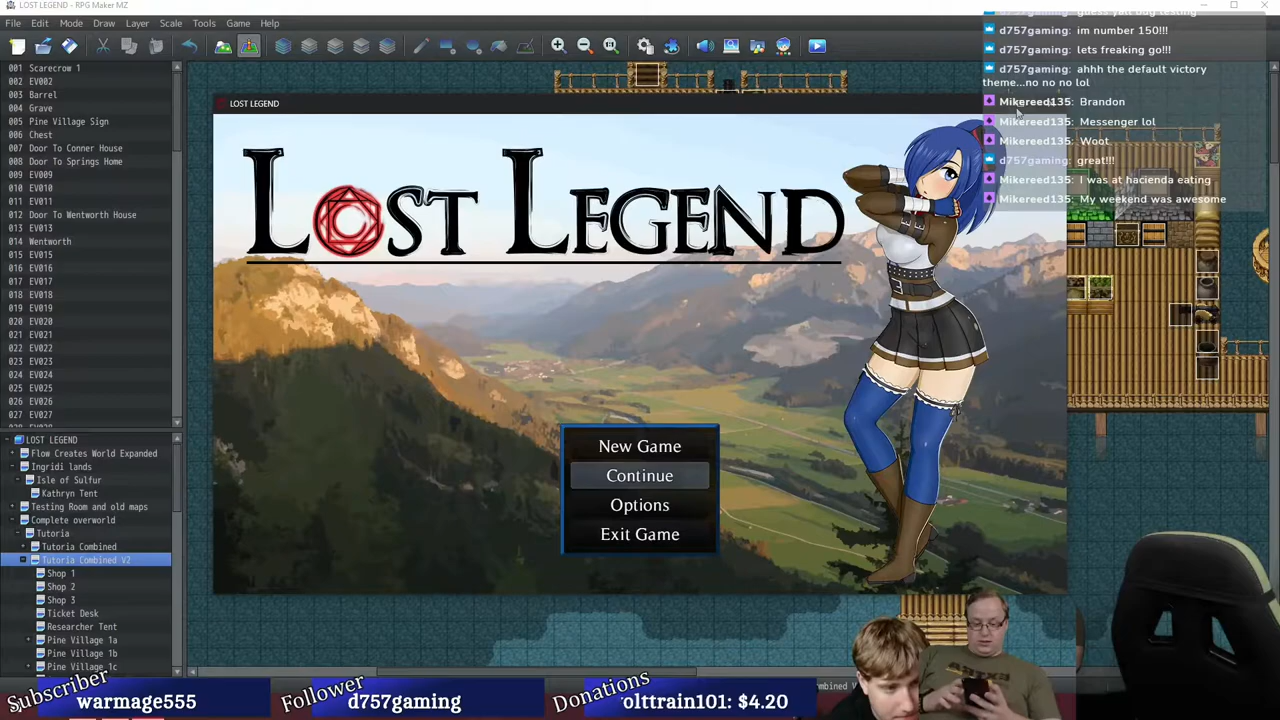 LOST LEGEND - RPG Maker MZ
File Edit Mode Draw Layer Scale Tools Game Help
001 Scarecrow 1
002 EV002
003 Barrel
004 Grave
005 Pine Village Sign
006 Chest
007 Door To Conner House
008 Door To Springs Home
009 EV009
010 EV010
011 EV011
012 Door To Wentworth House
013 EV013
014 Wentworth
015 EV015
016 EV016
017 EV017
018 EV018
019 EV019
020 EV020
021 EV021
022 EV022
023 EV023
024 EV024
025 EV025
026 EV026
027 EV027
LOST LEGEND
Flow Creates World Expanded
Ingridi lands
Isle of Sulfur
Kathryn Tent
Testing Room and old maps
Complete overworld
Tutoria
Tutoria Combined
Tutoria Combined V2
Shop 1
Shop 2
Shop 3
Ticket Desk
Researcher Tent
Pine Village 1a
Pine Village 1b
Pine Village 1c
LOST LEGEND
LOST LEGEND
New Game
Continue
Options
Exit Game
d757gaming: im number 150!!!
d757gaming: lets freaking go!!!
d757gaming: ahhh the default victory
theme...no no no lol
Mikereed135: Brandon
Mikereed135: Messenger lol
Mikereed135: Woot
d757gaming: great!!!
Mikereed135: I was at hacienda eating
Mikereed135: My weekend was awesome
Subscriber
warmage555
Follower
d757gaming
Donations
olttrain101: $4.20